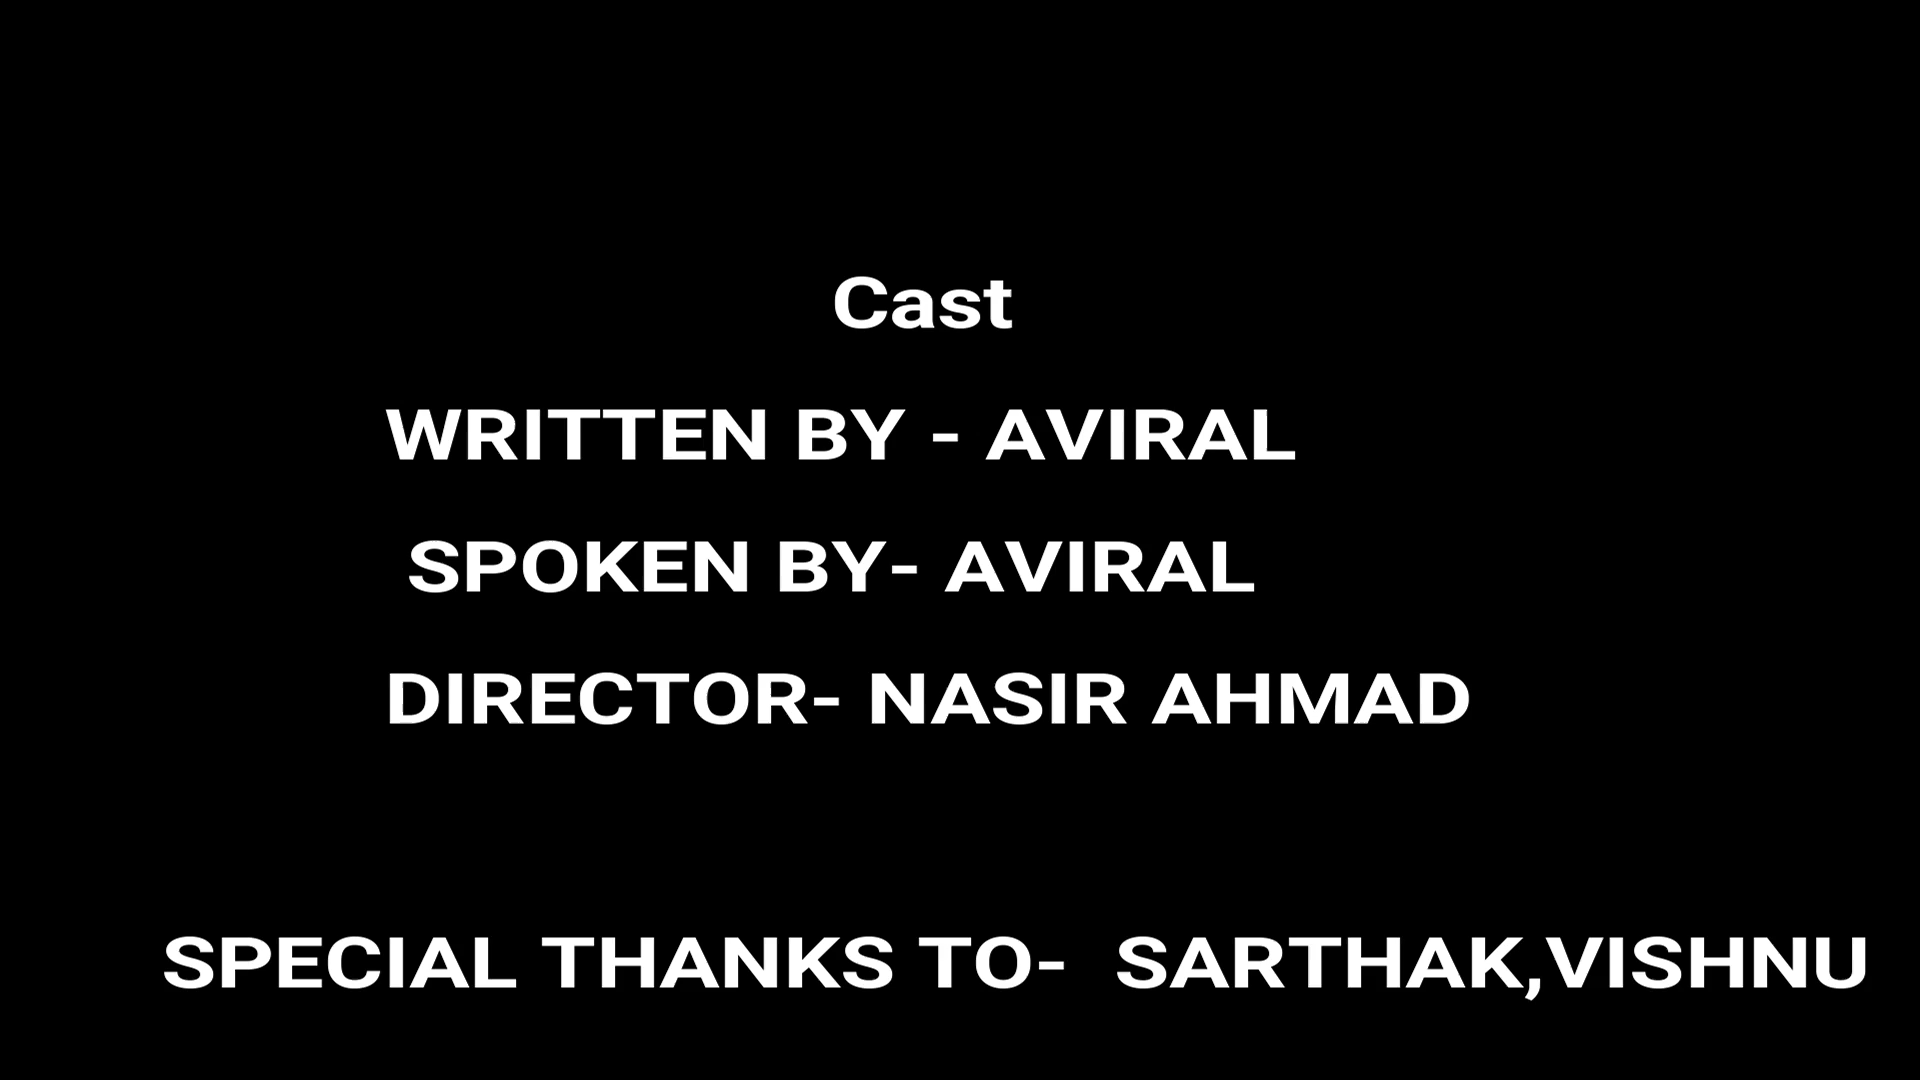 Cast
WRITTEN BY - AVIRAL
SPOKEN BY- AVIRAL
DIRECTOR- NASIR AHMAD
SPECIAL THANKS TO-  SARTHAK,VISHNU